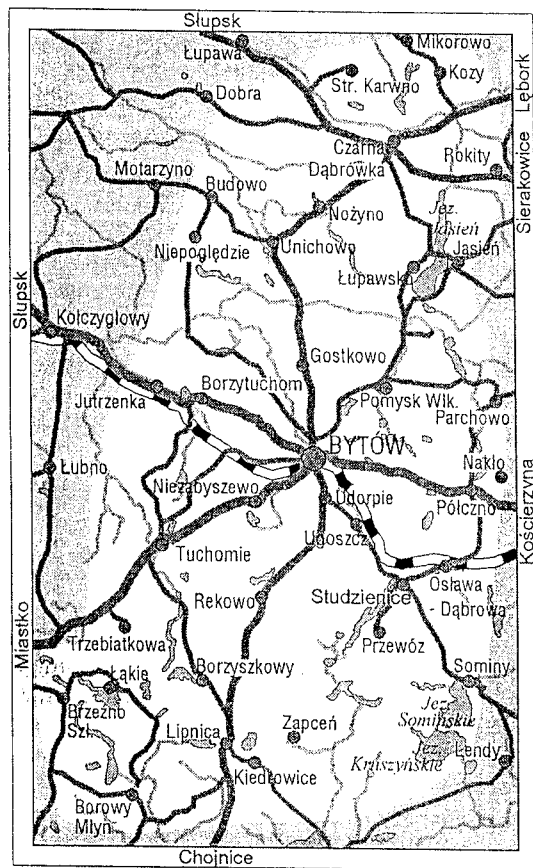 Słupsk
Łupawa
Mikorowo
Kozy
Str. Karwno
Dobra
Lębork
Czarna
Dąbrówka
Rokity
Sierakowice
Motarzyno
Budowo
Nożyno
Jez.
Jasień
Jasień
Niepoględzie
Unichowo
Łupawsko
Słupsk
Kołczygłowy
Gostkowo
Borzytuchom
Jutrzenka
Pomysk Wlk.
Parchowo
BYTÓW
Łubno
Nakło
Niezabyszewo
Udorpie
Półczno
Kościerzyna
Ugoszcz
Tuchomie
Osława
- Dąbrowa
Studzienice
Rekowo
Miastko
Trzebiatkowa
Przewóz
Borzyszkowy
Sominy
Łąkie
Brzeźno
Szl.
Jez.
Somińskie
Lipnica
Zapceń
Jez.
Kruszyńskie
Lendy
Kiedrowice
Borowy
Młyn
Chojnice